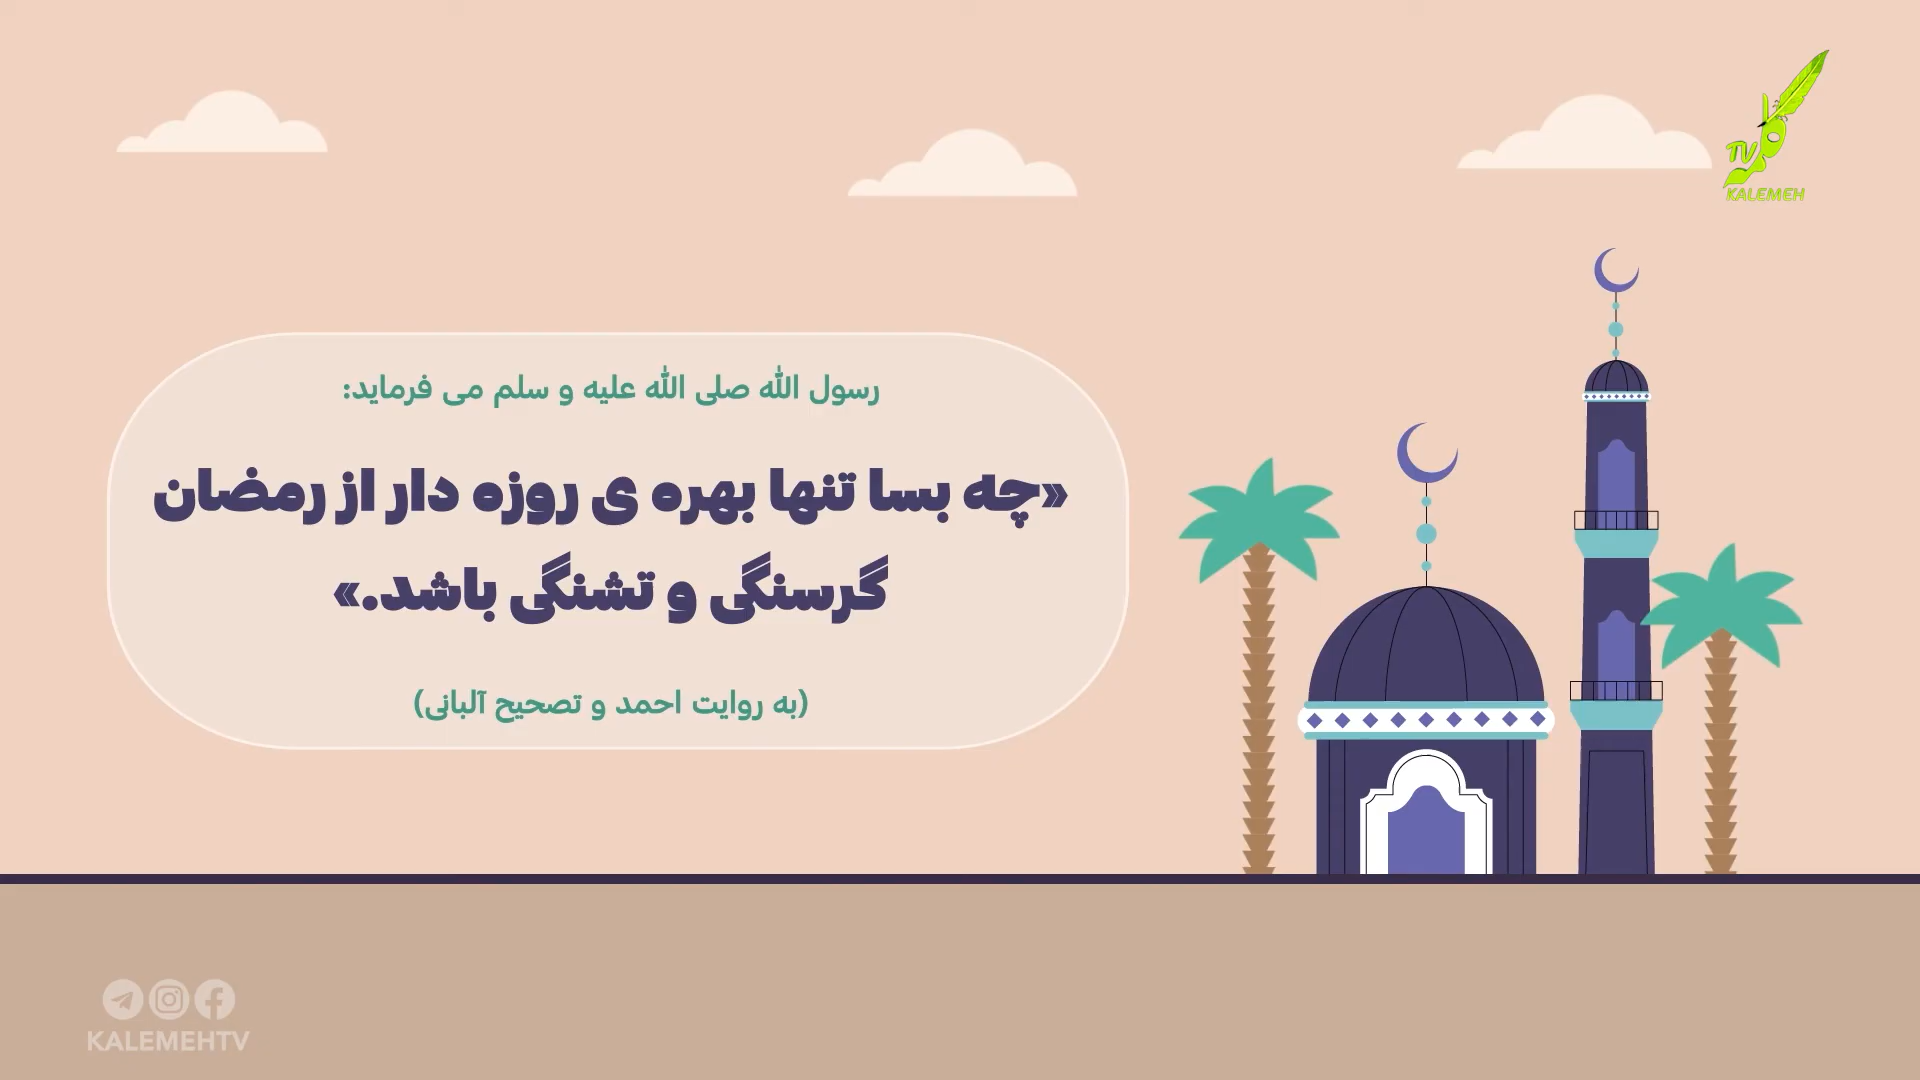 TV
KALEMEH
رسول الله صلی الله علیه و سلم می فرماید:
«چه بسا تنها بهره ی روزه دار از رمضان
گرسنگی و تشنگی باشد.»
(به روایت احمد و تصحیح آلبانی)
KALEMEHTV